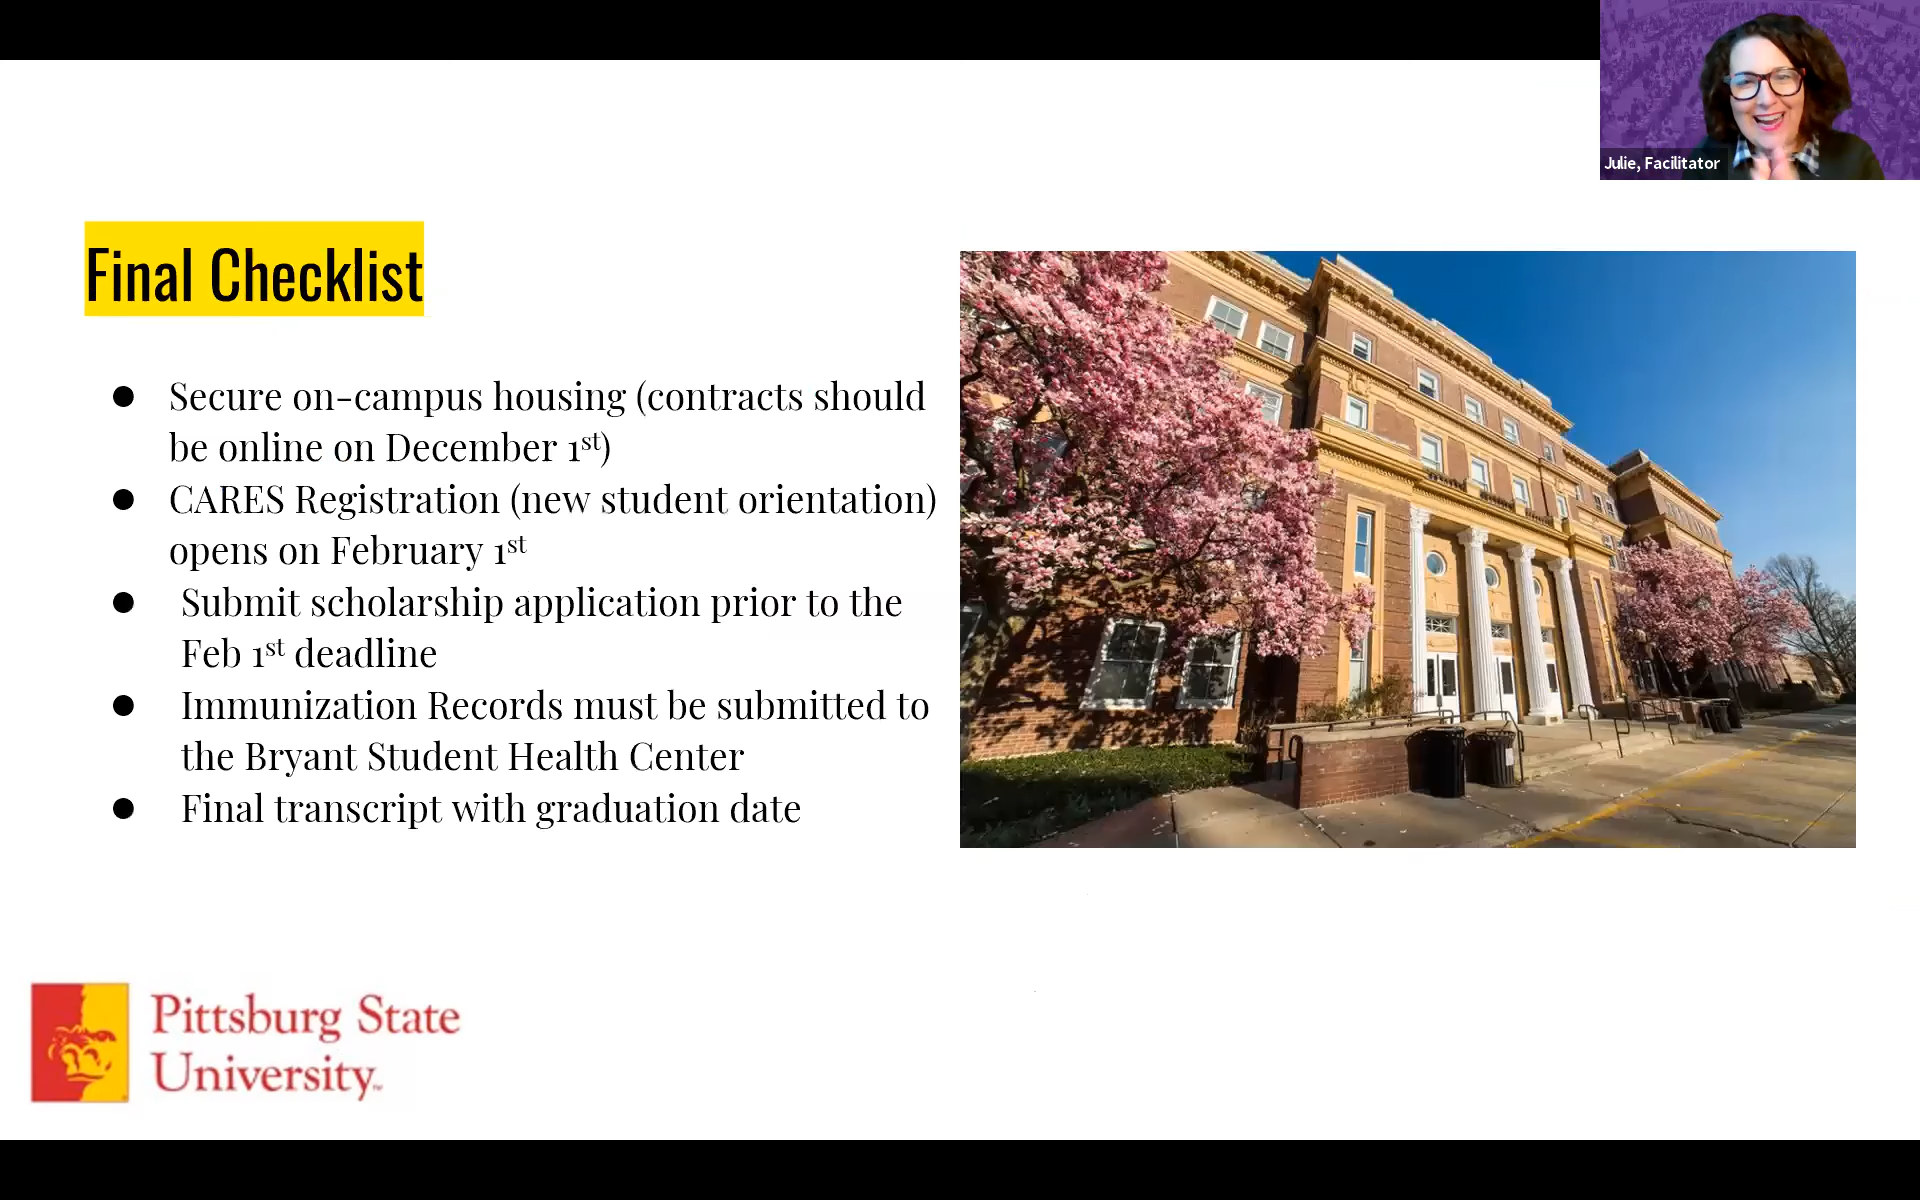 Julie, Facilitator
Final Checklist
● Secure on-campus housing (contracts should
be online on December 1st)
● CARES Registration (new student orientation)
opens on February 1st
● Submit scholarship application prior to the
Feb 1st deadline
● Immunization Records must be submitted to
the Bryant Student Health Center
● Final transcript with graduation date
Pittsburg State
University™